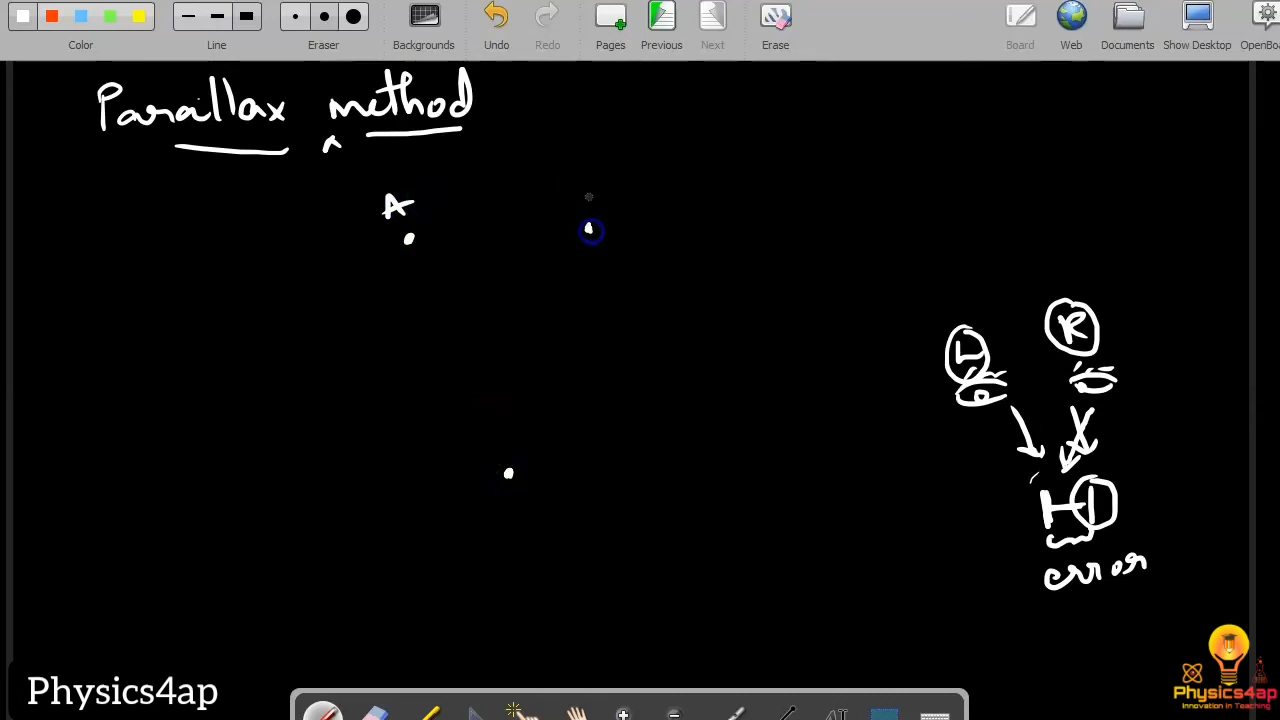 Color
Line
Eraser
Backgrounds
Undo
Redo
Pages
Previous
Next
Erase
Board
Web
Documents
Show Desktop
OpenBoa
Parallax method
A
L
R
error
Physics4ap
Physics4ap
Innovation in Teaching